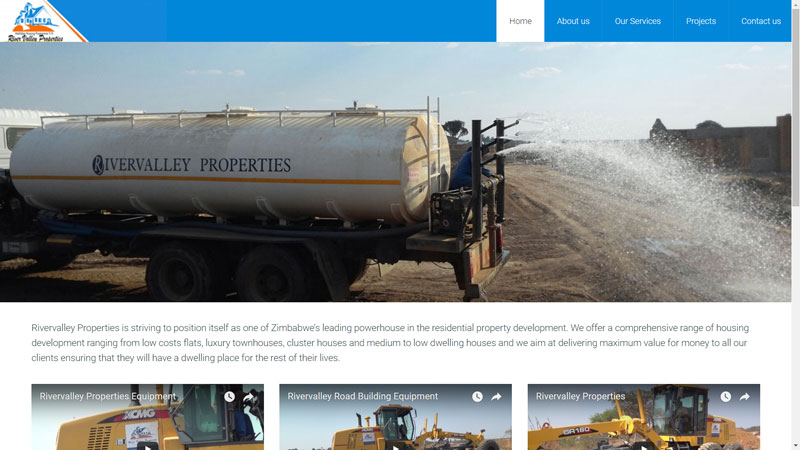 River Valley Properties
Home
About us
Our Services
Projects
Contact us
RIVERVALLEY PROPERTIES
Rivervalley Properties is striving to position itself as one of Zimbabwe's leading powerhouse in the residential property development. We offer a comprehensive range of housing
development ranging from low costs flats, luxury townhouses, cluster houses and medium to low dwelling houses and we aim at delivering maximum value for money to all our
clients ensuring that they will have a dwelling place for the rest of their lives.
Rivervalley Properties Equipment
Rivervalley Road Building Equipment
Rivervalley Properties
XCMG
GR180